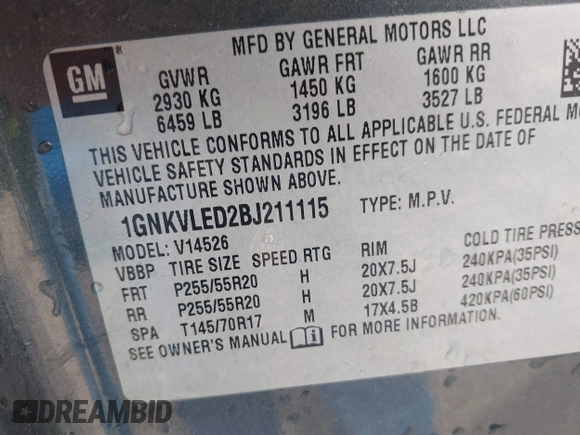 MFD BY GENERAL MOTORS LLC
GM
GVWR GAWR FRT GAWR RR
2930 KG 1450 KG 1600 KG
6459 LB 3196 LB 3527 LB
THIS VEHICLE CONFORMS TO ALL APPLICABLE U.S. FEDERAL MO
VEHICLE SAFETY STANDARDS IN EFFECT ON THE DATE OF
MANUFACTURE SHOWN ABOVE.
1GNKVLED2BJ211115 TYPE: M.P.V.
MODEL: V14526
VBBP TIRE SIZE SPEED RTG RIM COLD TIRE PRESS
FRT P255/55R20 H 20X7.5J 240KPA(35PSI)
RR P255/55R20 H 20X7.5J 240KPA(35PSI)
SPA T145/70R17 M 17X4.5B 420KPA(60PSI)
SEE OWNER'S MANUAL FOR MORE INFORMATION.
DREAMBID